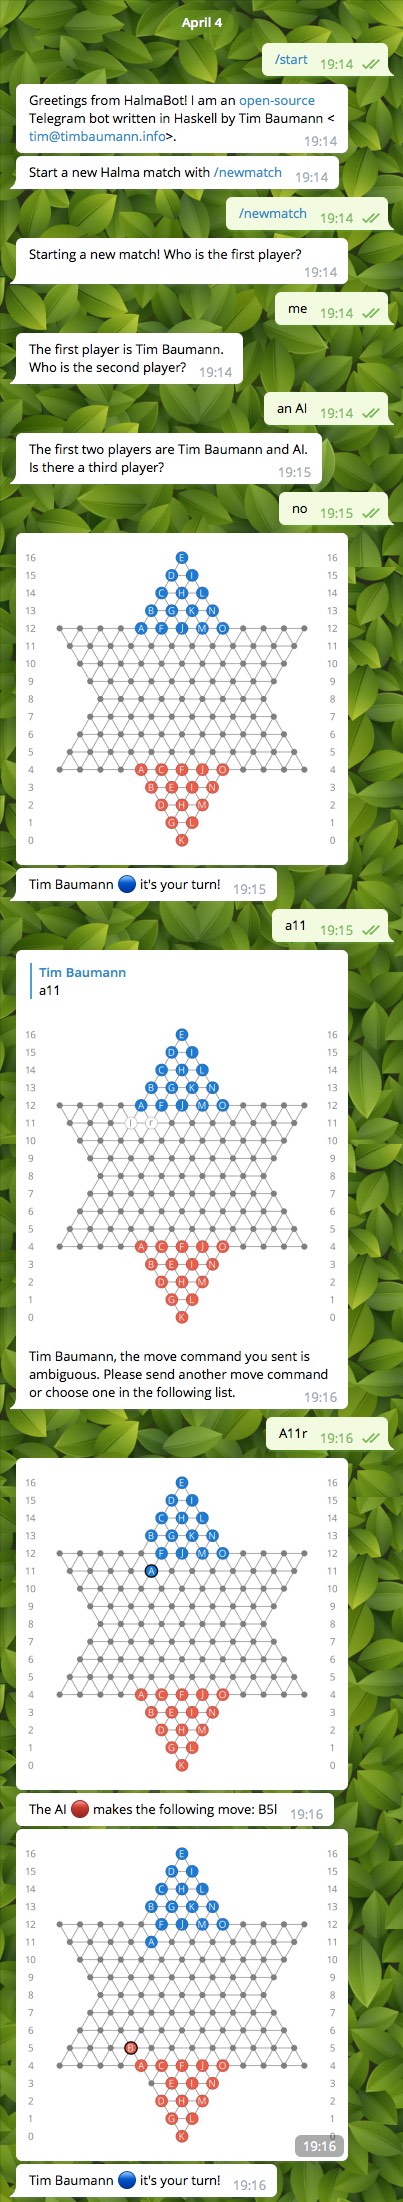 April 4
/start 19:14
Greetings from HalmaBot! I am an open-source
Telegram bot written in Haskell by Tim Baumann <
tim@timbaumann.info>.
19:14
Start a new Halma match with /newmatch 19:14
/newmatch 19:14
Starting a new match! Who is the first player?
19:14
me 19:14
The first player is Tim Baumann.
Who is the second player? 19:14
an AI 19:14
The first two players are Tim Baumann and AI.
Is there a third player? 19:15
no 19:15
16 E 16
15 D I 15
14 C H L 14
13 B G K N 13
12 A F J M O 12
11 11
10 10
9 9
8 8
7 7
6 6
5 5
4 A C F J O 4
3 B E I N 3
2 D H M 2
1 G L 1
0 K 0
Tim Baumann it's your turn! 19:15
a11 19:15
Tim Baumann
a11
16 E 16
15 D I 15
14 C H L 14
13 B G K N 13
12 A F J M O 12
11 l r 11
10 10
9 9
8 8
7 7
6 6
5 5
4 A C F J O 4
3 B E I N 3
2 D H M 2
1 G L 1
0 K 0
Tim Baumann, the move command you sent is
ambiguous. Please send another move command
or choose one in the following list. 19:16
A11r 19:16
16 E 16
15 D I 15
14 C H L 14
13 B G K N 13
12 F J M O 12
11 A 11
10 10
9 9
8 8
7 7
6 6
5 5
4 A C F J O 4
3 B E I N 3
2 D H M 2
1 G L 1
0 K 0
The AI makes the following move: B5l 19:16
16 E 16
15 D I 15
14 C H L 14
13 B G K N 13
12 F J M O 12
11 A 11
10 10
9 9
8 8
7 7
6 6
5 B 5
4 A C F J O 4
3 E I N 3
2 D H M 2
1 G L 1
0 K 0
19:16
Tim Baumann it's your turn! 19:16